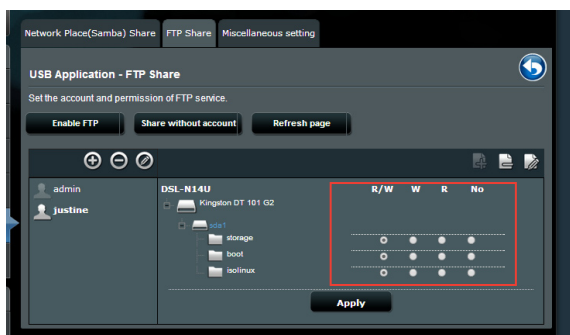 Network Place(Samba) Share FTP Share Miscellaneous setting
USB Application - FTP Share
Set the account and permission of FTP service.
Enable FTP Share without account Refresh page
admin
justine
DSL-N14U R/W W R No
Kingston DT 101 G2
sda1
storage
boot
isolinux
Apply